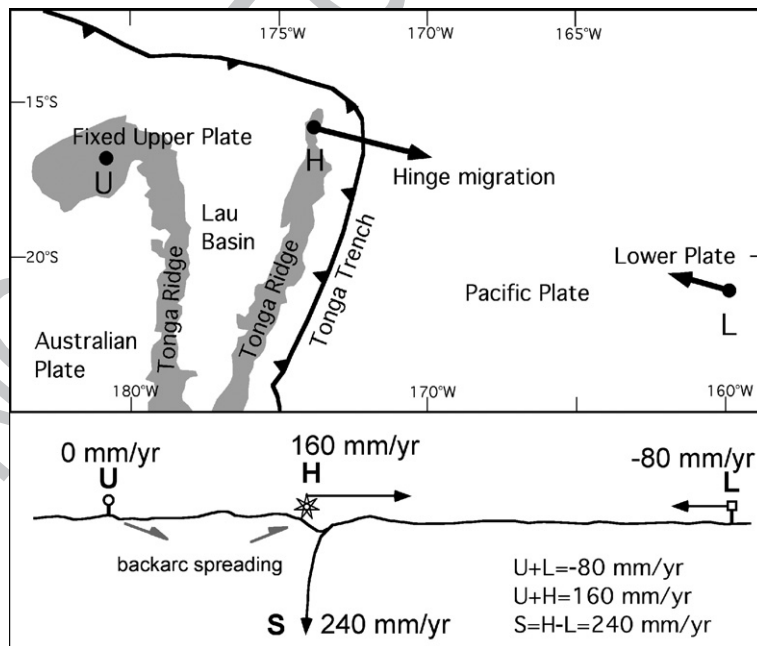 175°W
170°W
165°W
15°S
Fixed Upper Plate
U
H
Hinge migration
Lau
Basin
Tonga Ridge
Tonga Ridge
Tonga Trench
20°S
Lower Plate
Pacific Plate
L
Australian
Plate
180°W
170°W
160°W
0 mm/yr
U
160 mm/yr
H
-80 mm/yr
L
backarc spreading
S 240 mm/yr
U+L=-80 mm/yr
U+H=160 mm/yr
S=H-L=240 mm/yr